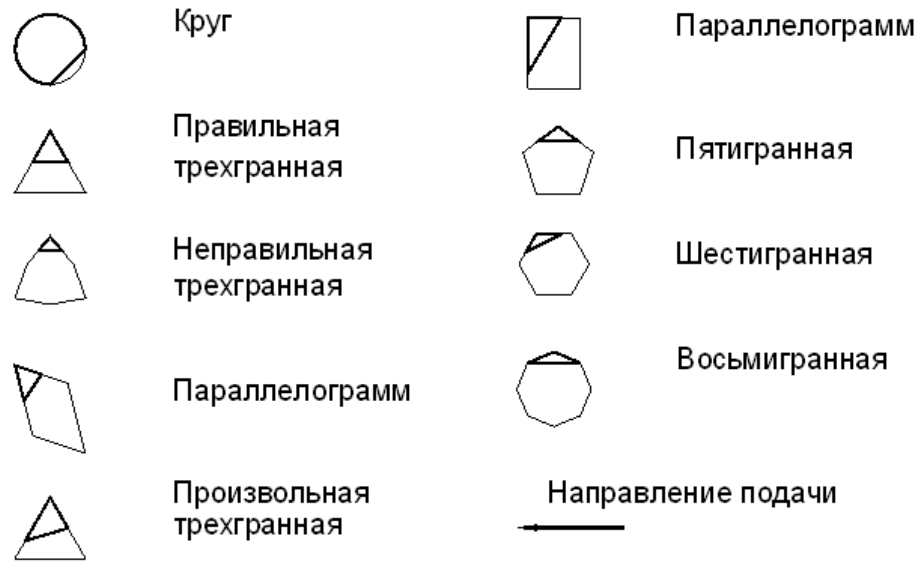 Круг
Правильная
трехгранная
Неправильная
трехгранная
Параллелограмм
Произвольная
трехгранная
Параллелограмм
Пятигранная
Шестигранная
Восьмигранная
Направление подачи